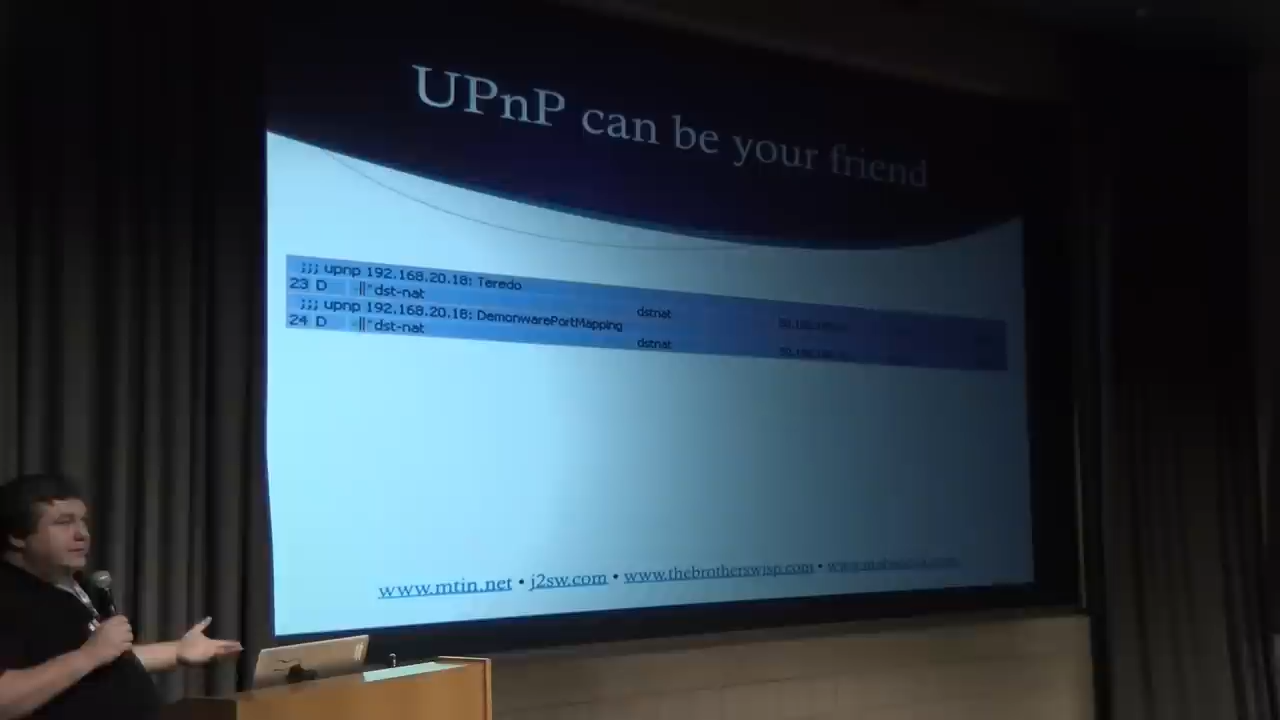 UPnP can be your friend
;;; upnp 192.168.20.18: Teredo
23 D dst-nat dstnat
;;; upnp 192.168.20.18: DemonwarePortMapping
24 D dst-nat dstnat
www.mtin.net • j2sw.com • www.thebrotherswisp.com •